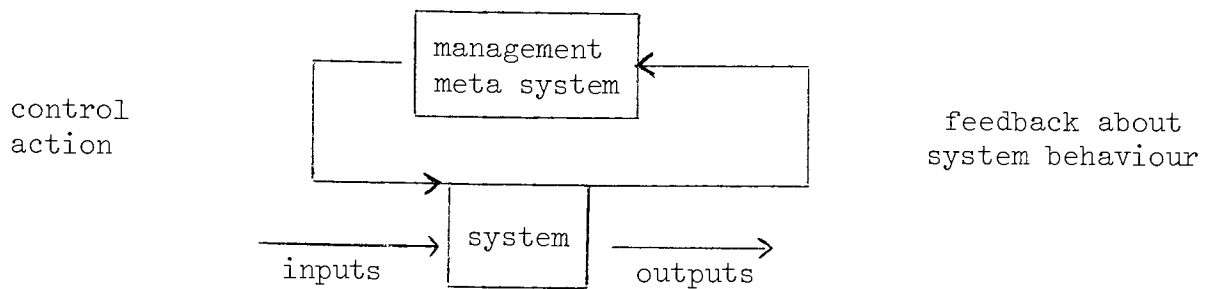 management
meta system
control
action
feedback about
system behaviour
system
inputs
outputs